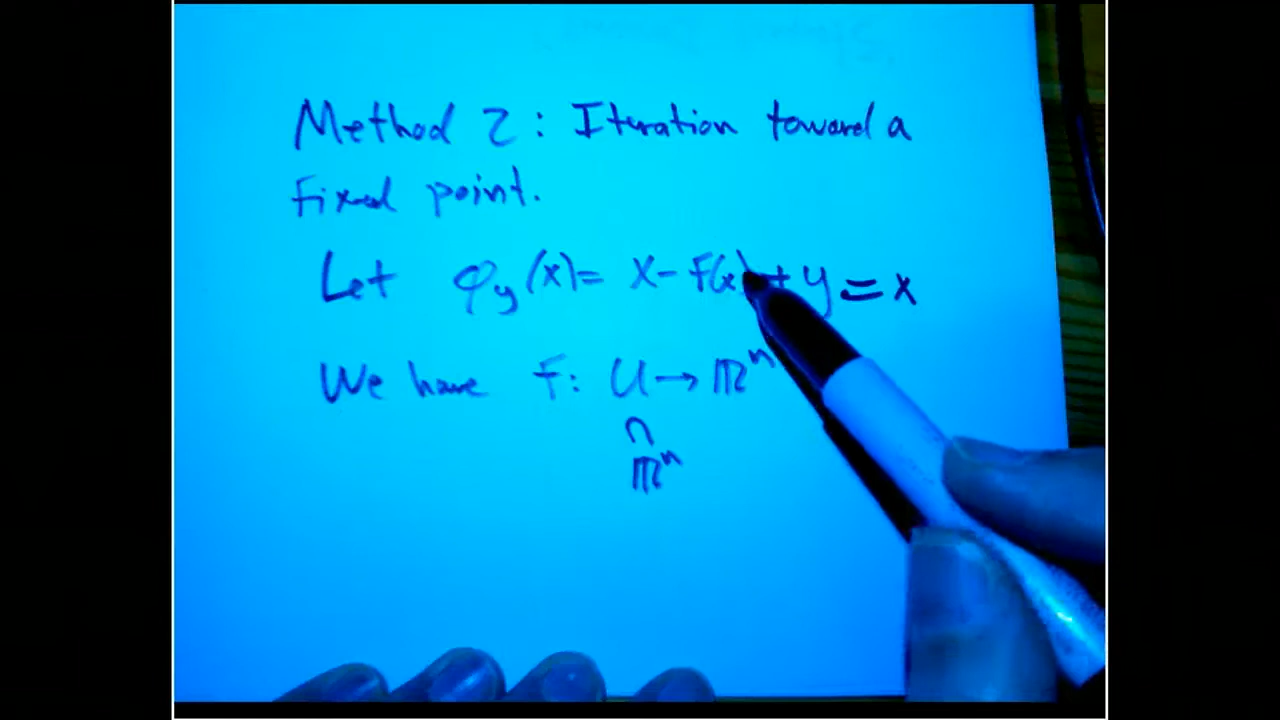 Method 2: Iteration toward a
fixed point.
Let φy(x)= x - f(x) + y = x
We have f: U → ℝⁿ
∩
ℝⁿ